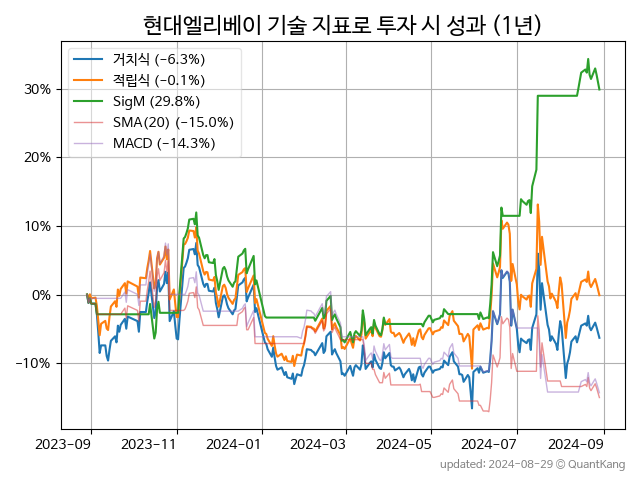 현대엘리베이 기술 지표로 투자 시 성과 (1년)
거치식 (−6.3%)
적립식 (−0.1%)
SigM (29.8%)
SMA(20) (−15.0%)
MACD (−14.3%)
30%
20%
10%
0%
−10%
2023−09 2023−11 2024−01 2024−03 2024−05 2024−07 2024−09
updated: 2024−08−29 © QuantKang